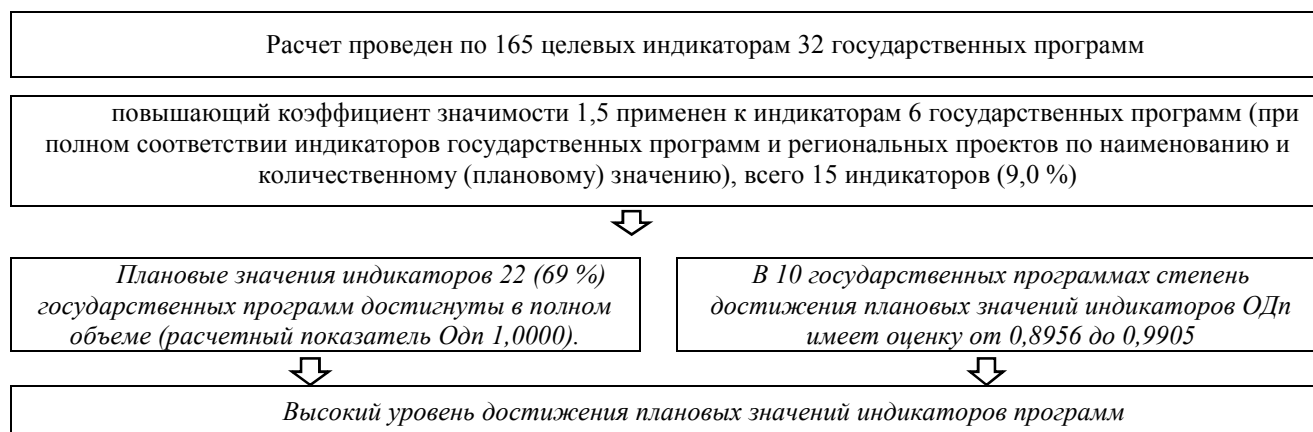 Расчет проведен по 165 целевых индикаторам 32 государственных программ
повышающий коэффициент значимости 1,5 применен к индикаторам 6 государственных программ (при
полном соответствии индикаторов государственных программ и региональных проектов по наименованию и
количественному (плановому) значению), всего 15 индикаторов (9,0 %)
Плановые значения индикаторов 22 (69 %)
государственных программ достигнуты в полном
объеме (расчетный показатель Одп 1,0000).
В 10 государственных программах степень
достижения плановых значений индикаторов ОДп
имеет оценку от 0,8956 до 0,9905
Высокий уровень достижения плановых значений индикаторов программ